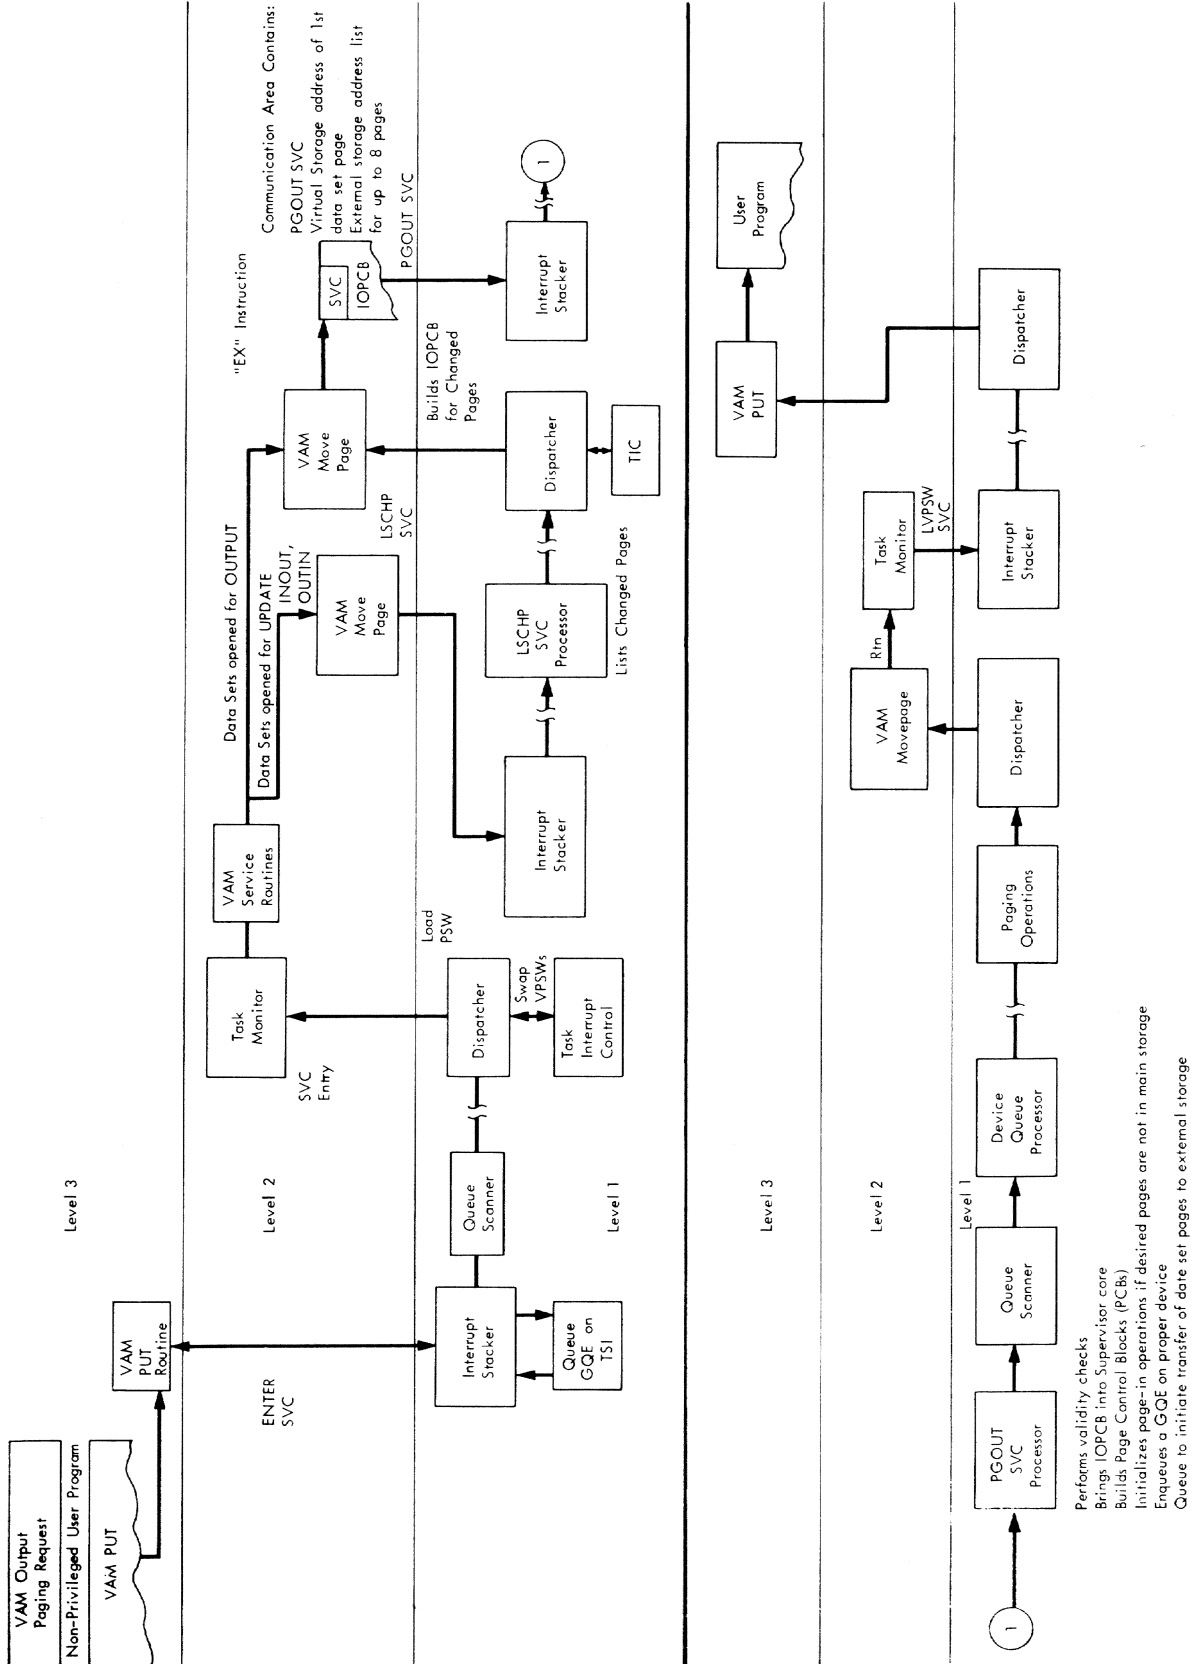 VAM Output
Paging Request
Non-Privileged User Program
VAM PUT
Level 3
VAM
PUT
Routine
ENTER
SVC
Level 2
SVC
Entry
Task
Monitor
VAM
Service
Routines
Data Sets opened for OUTPUT
Data Sets opened for UPDATE
INOUT,
OUTIN
VAM
Move
Page
VAM
Move
Page
"EX" Instruction
SVC
IOPCB
Communication Area Contains:
PGOUT SVC
Virtual Storage address of 1st
data set page
External storage address list
for up to 8 pages
Interrupt
Stacker
Queue
GQE on
TSI
Queue
Scanner
Level 1
Dispatcher
Swap
VPSWs
Task
Interrupt
Control
Load
PSW
Interrupt
Stacker
LSCHP
SVC
LSCHP
SVC
Processor
Lists Changed Pages
Dispatcher
TIC
Builds IOPCB
for Changed
Pages
PGOUT SVC
Interrupt
Stacker
1
Level 3
VAM
PUT
User
Program
Level 2
VAM
Movepage
Rtn
Task
Monitor
LVPSW
SVC
Level 1
1
PGOUT
SVC
Processor
Queue
Scanner
Device
Queue
Processor
Paging
Operations
Dispatcher
Interrupt
Stacker
Dispatcher
Performs validity checks
Brings IOPCB into Supervisor core
Builds Page Control Blocks (PCBs)
Initializes page-in operations if desired pages are not in main storage
Enqueues a GQE on proper device
Queue to initiate transfer of date set pages to external storage